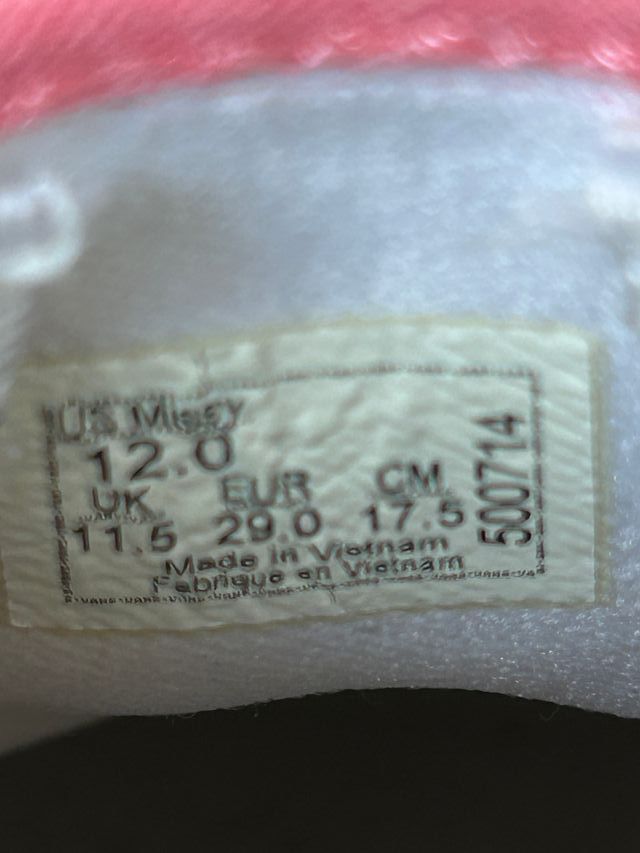 US Missy
12.0
UK EUR CM
11.5 29.0 17.5
Made in Vietnam
Fabrique en Vietnam
500714